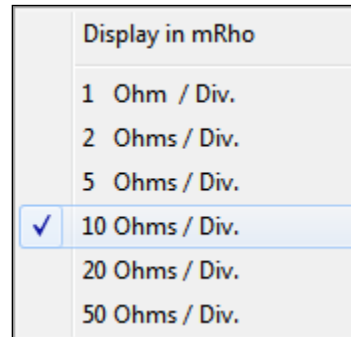 Display in mRho
1 Ohm / Div.
2 Ohms / Div.
5 Ohms / Div.
10 Ohms / Div.
20 Ohms / Div.
50 Ohms / Div.